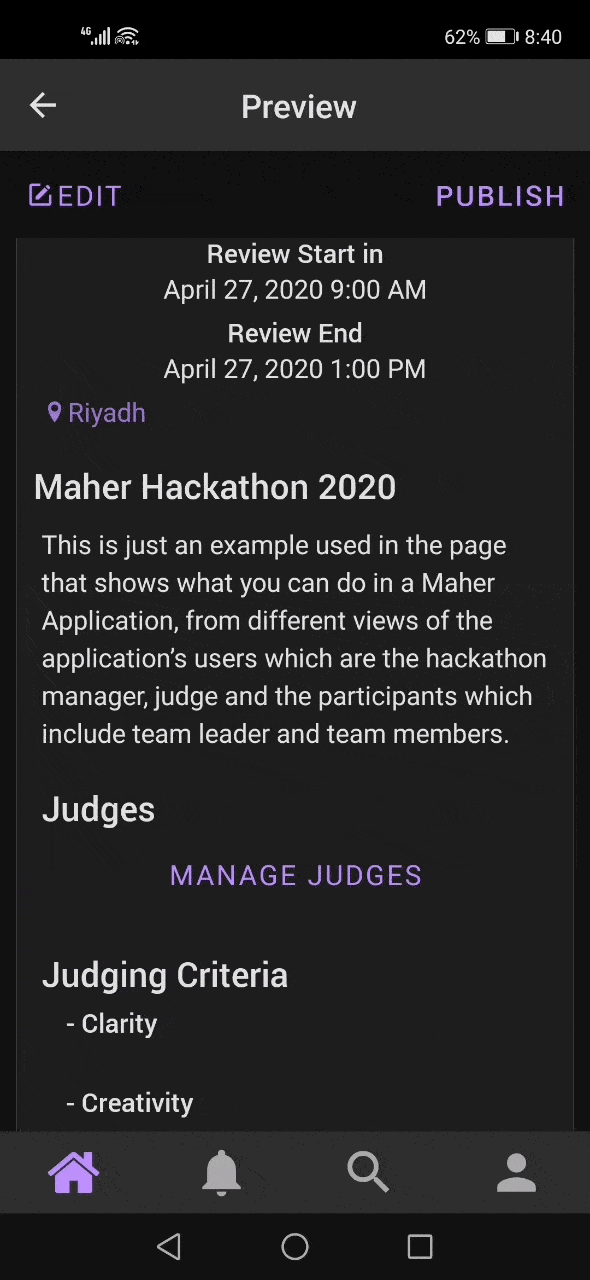 4G
62% 8:40
Preview
EDIT PUBLISH
Review Start in
April 27, 2020 9:00 AM
Review End
April 27, 2020 1:00 PM
Riyadh
Maher Hackathon 2020
This is just an example used in the page
that shows what you can do in a Maher
Application, from different views of the
application’s users which are the hackathon
manager, judge and the participants which
include team leader and team members.
Judges
MANAGE JUDGES
Judging Criteria
- Clarity
- Creativity